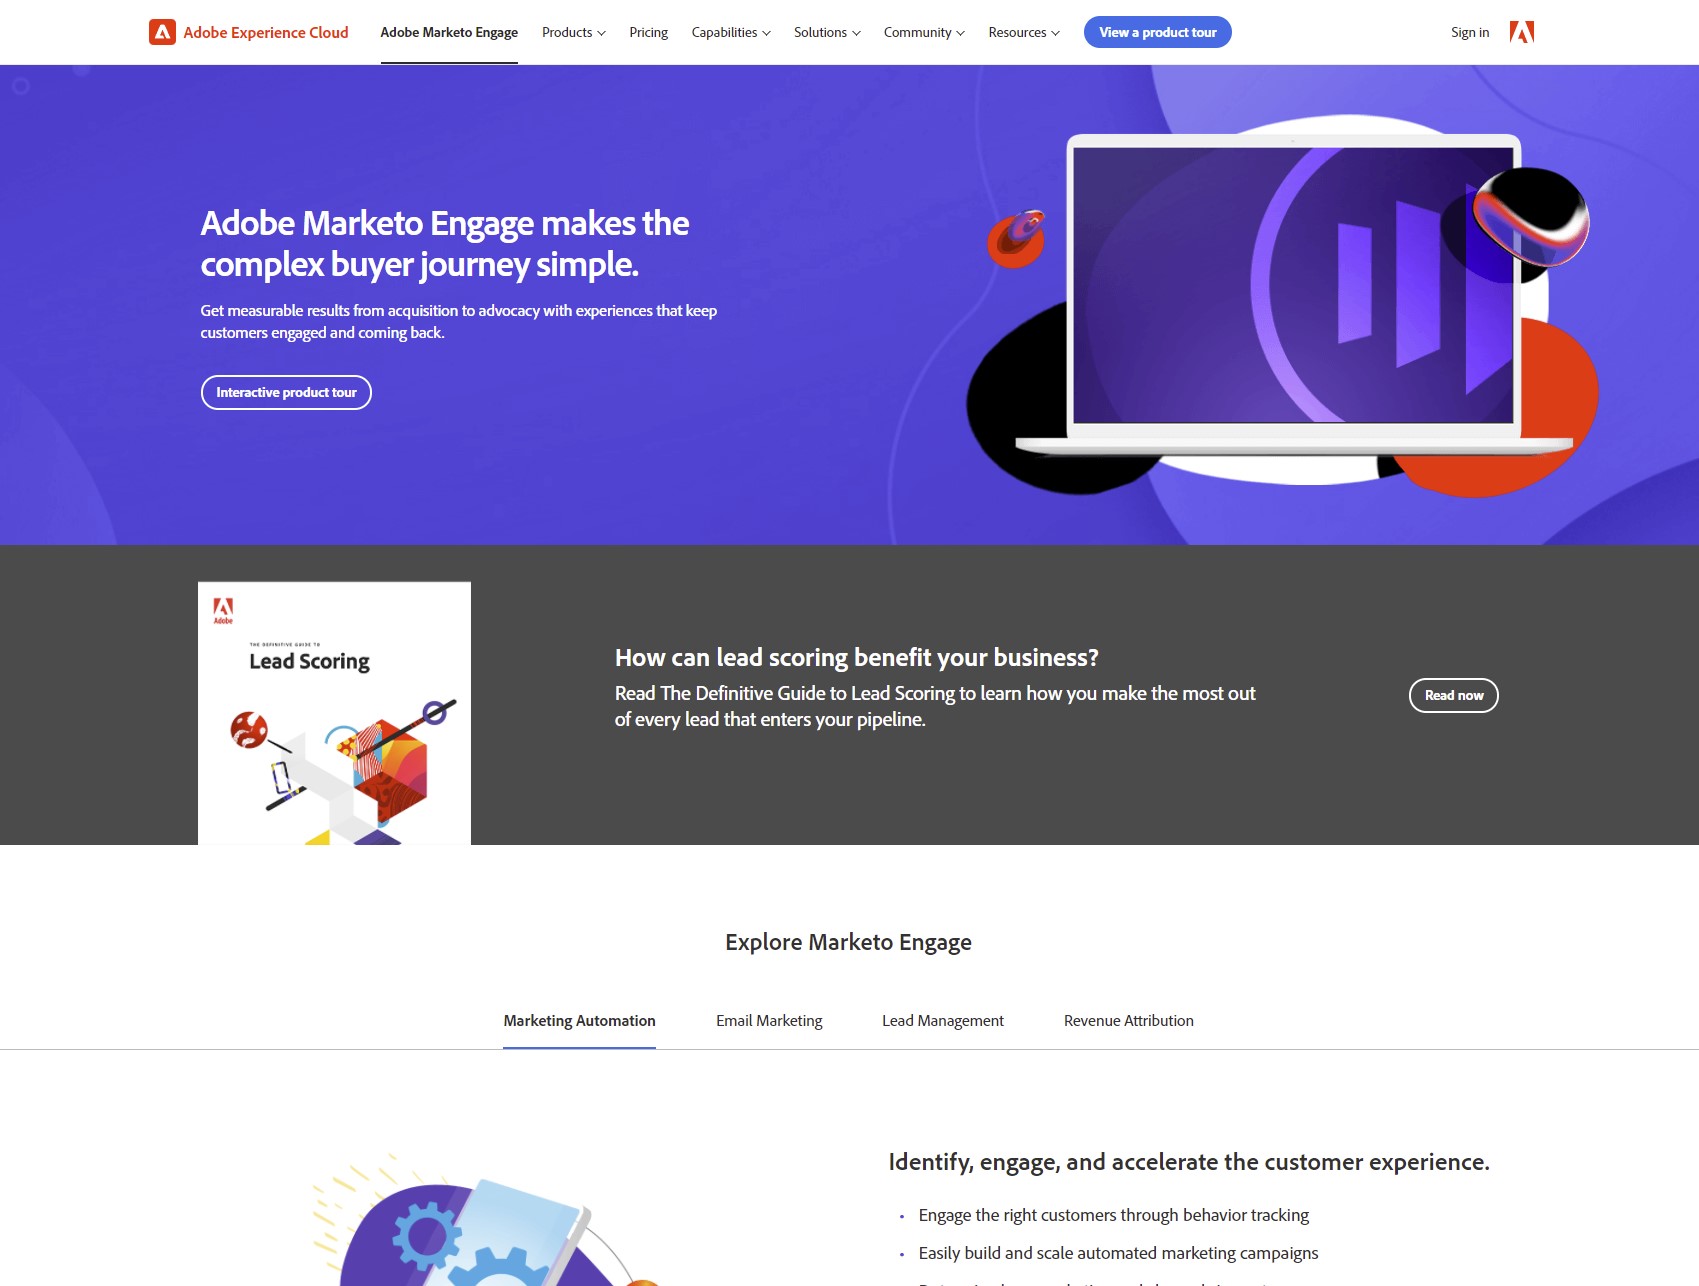 Adobe Experience Cloud
Adobe Marketo Engage
Products
Pricing
Capabilities
Solutions
Community
Resources
View a product tour
Sign in
Adobe Marketo Engage makes the
complex buyer journey simple.
Get measurable results from acquisition to advocacy with experiences that keep
customers engaged and coming back.
Interactive product tour
Adobe
THE DEFINITIVE GUIDE TO
Lead Scoring
How can lead scoring benefit your business?
Read The Definitive Guide to Lead Scoring to learn how you make the most out
of every lead that enters your pipeline.
Read now
Explore Marketo Engage
Marketing Automation
Email Marketing
Lead Management
Revenue Attribution
Identify, engage, and accelerate the customer experience.
Engage the right customers through behavior tracking
Easily build and scale automated marketing campaigns